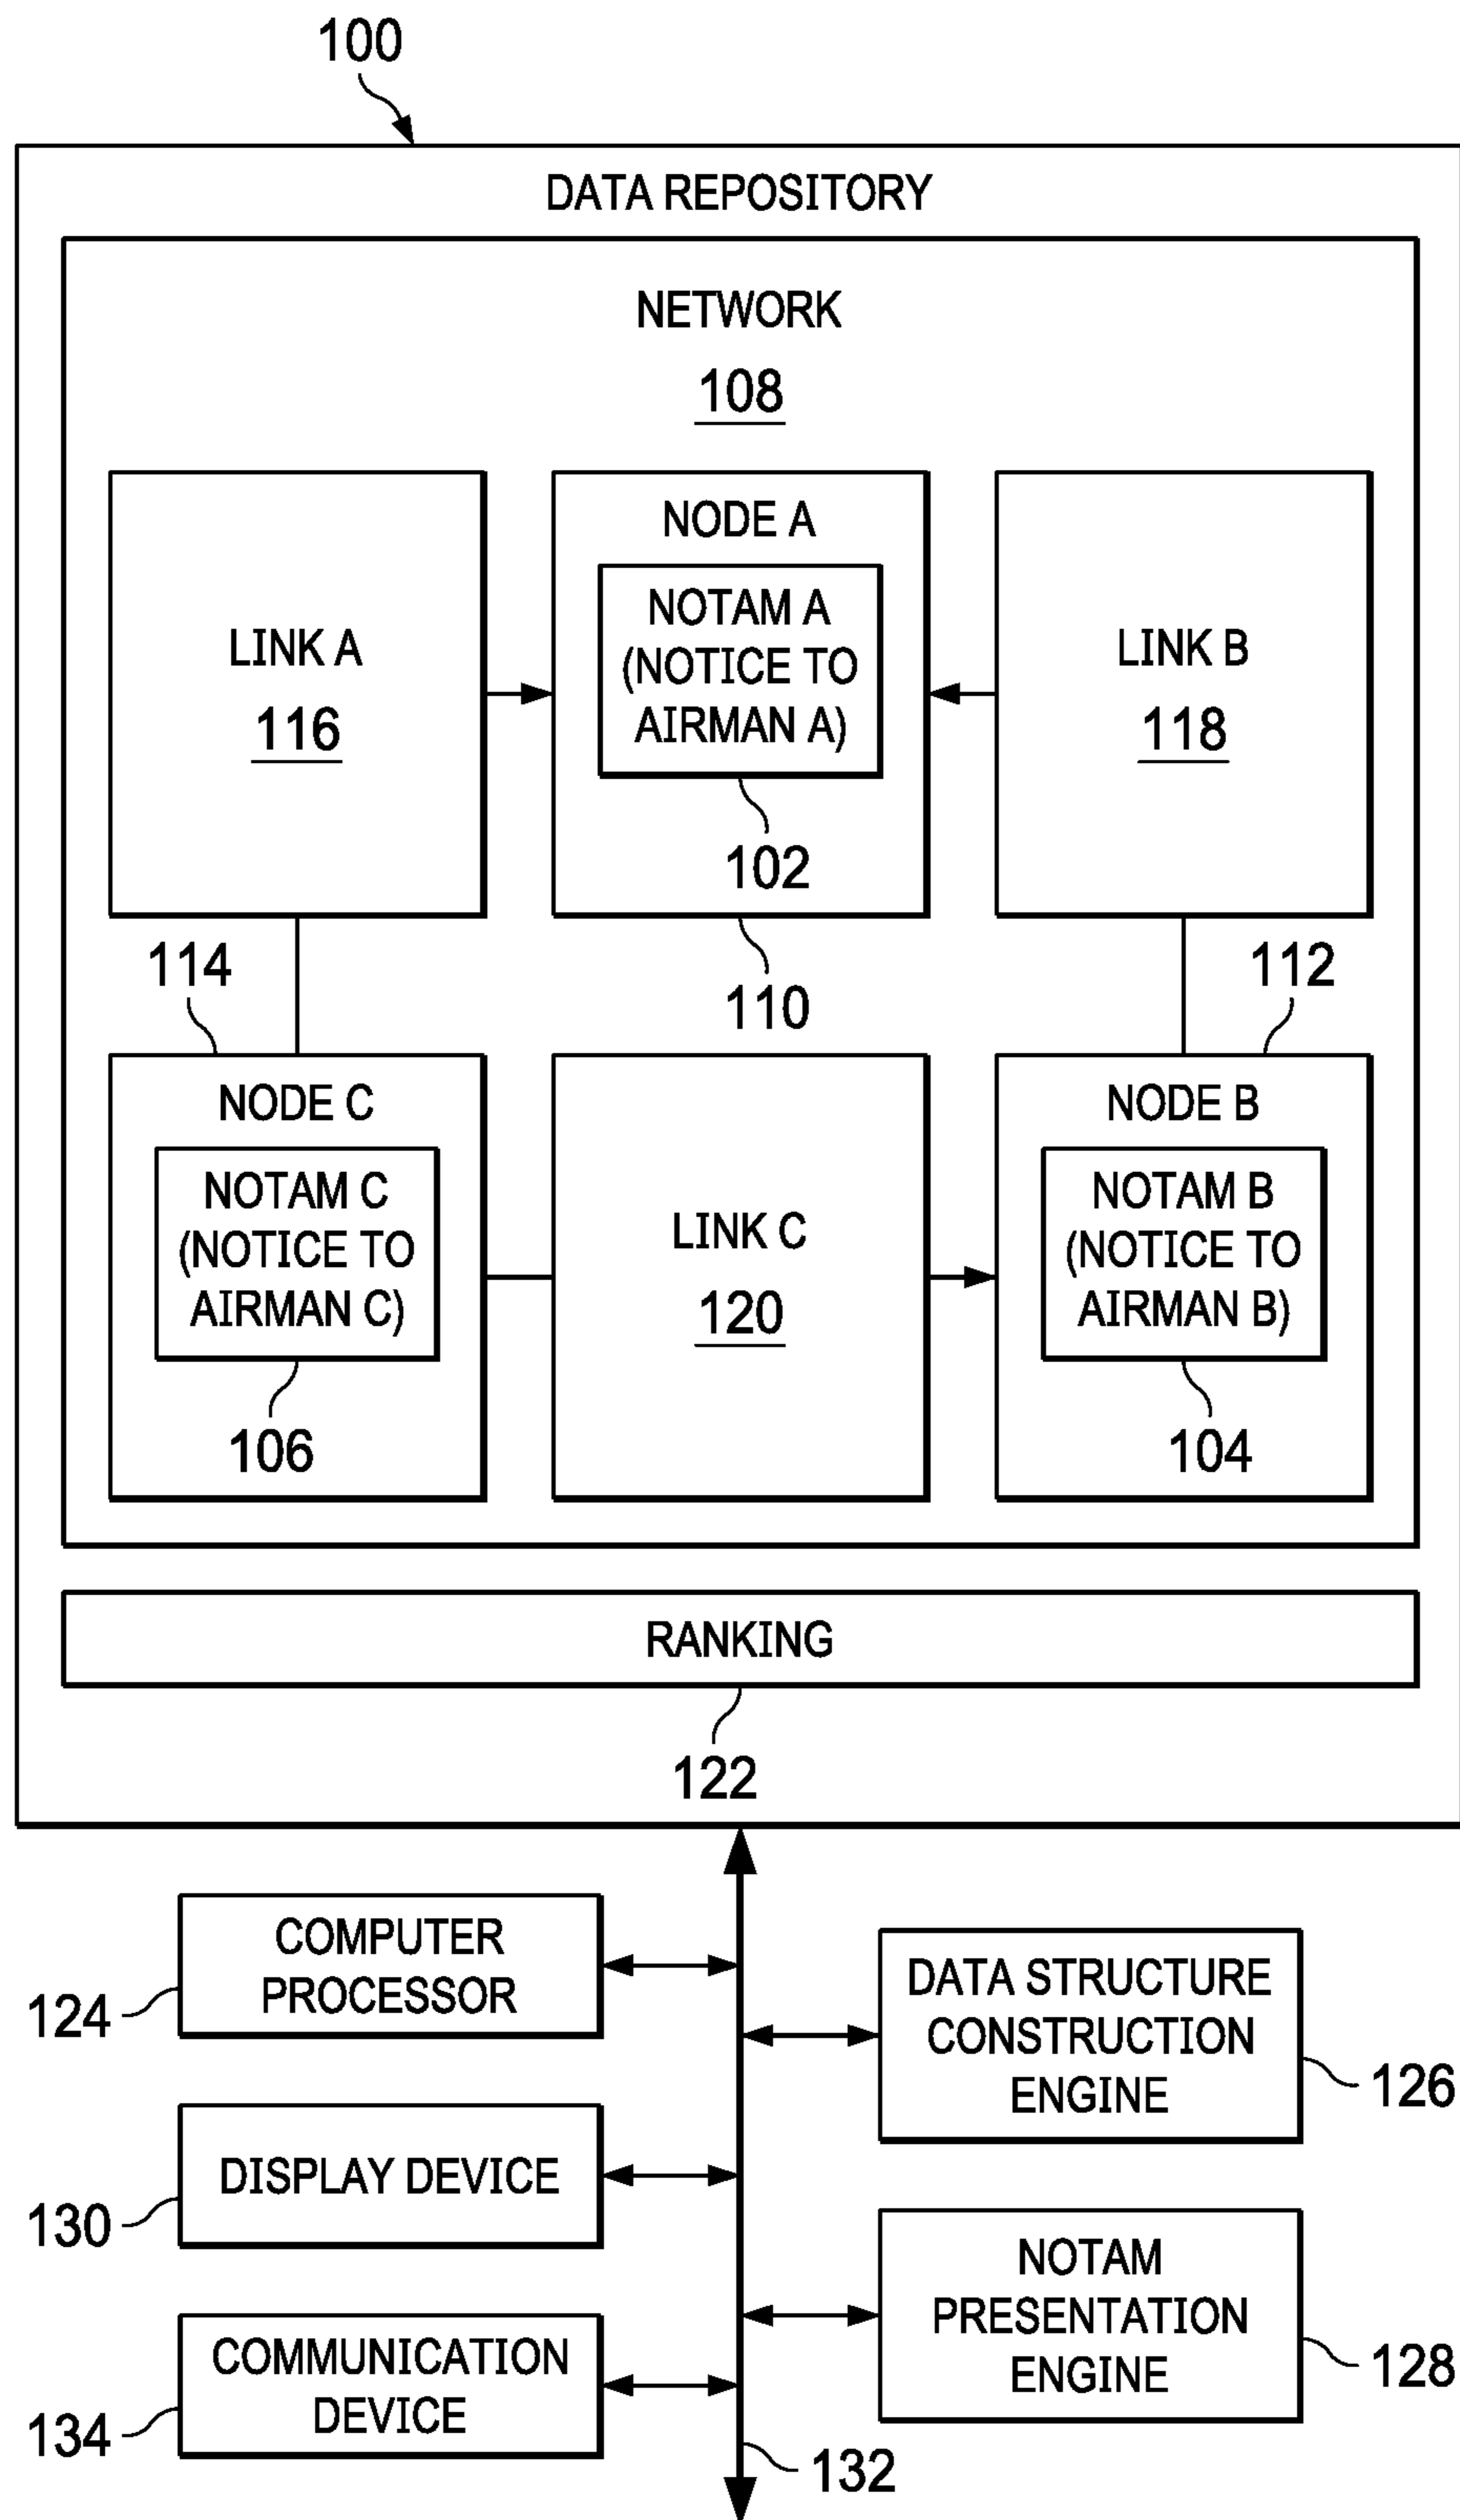 100
DATA REPOSITORY
NETWORK
108
LINK A
116
NODE A
NOTAM A
(NOTICE TO
AIRMAN A)
102
110
LINK B
118
114
112
NODE C
NOTAM C
(NOTICE TO
AIRMAN C)
106
LINK C
120
NODE B
NOTAM B
(NOTICE TO
AIRMAN B)
104
RANKING
122
COMPUTER
PROCESSOR
124
DATA STRUCTURE
CONSTRUCTION
ENGINE
126
DISPLAY DEVICE
130
NOTAM
PRESENTATION
ENGINE
128
COMMUNICATION
DEVICE
134
132